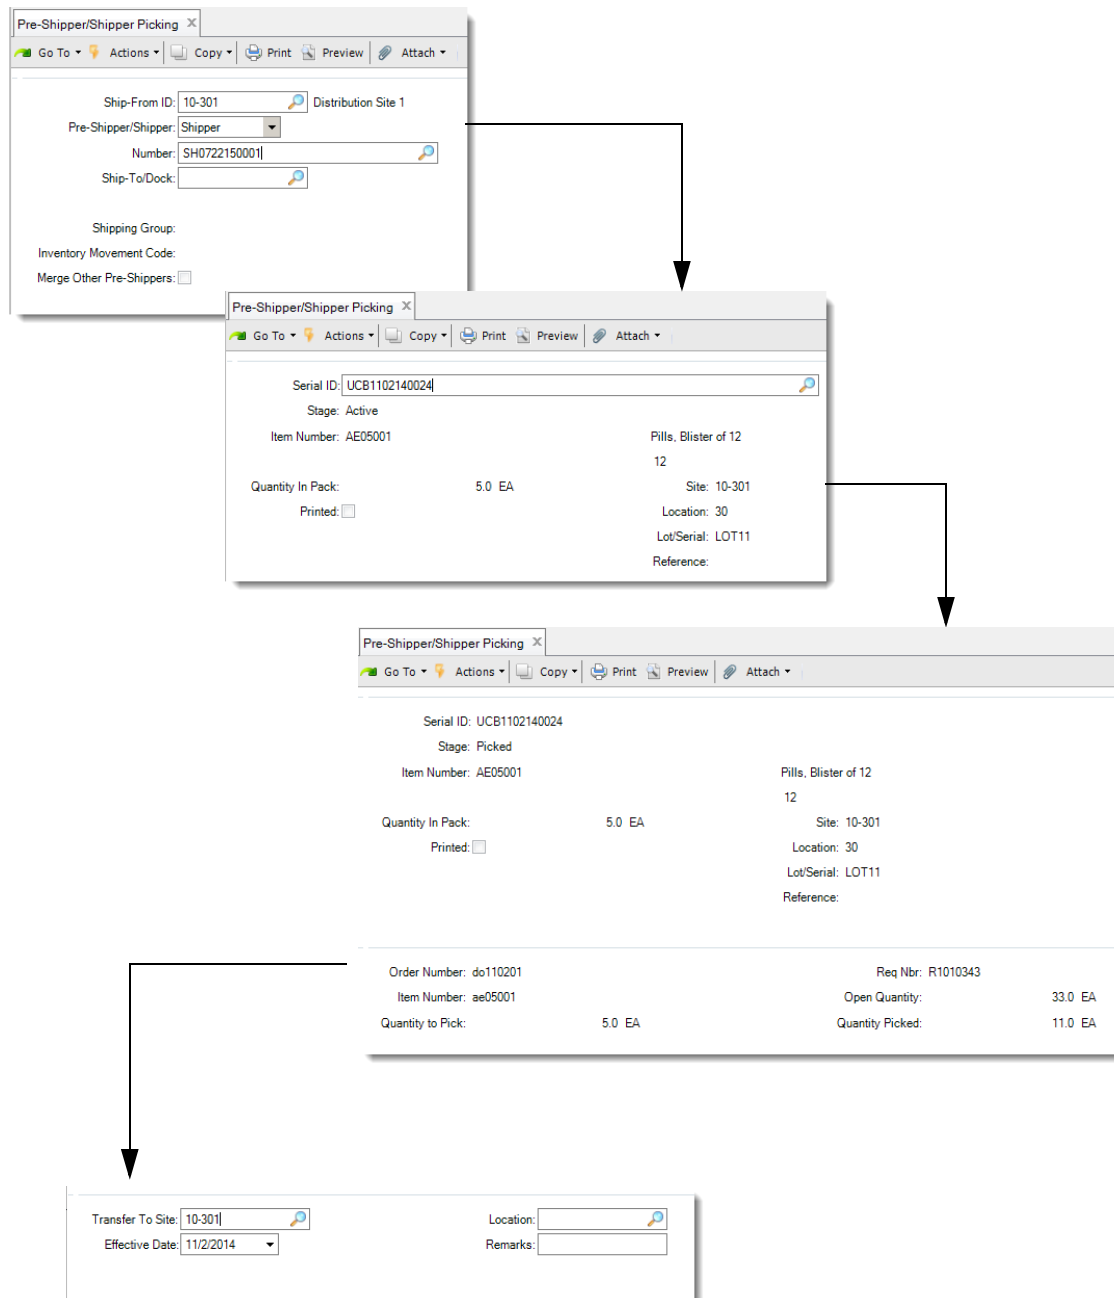 Pre-Shipper/Shipper Picking
Go To Actions Copy Print Preview Attach
Ship-From ID: 10-301 Distribution Site 1
Pre-Shipper/Shipper: Shipper
Number: SH0722150001
Ship-To/Dock:
Shipping Group:
Inventory Movement Code:
Merge Other Pre-Shippers:
Pre-Shipper/Shipper Picking
Go To Actions Copy Print Preview Attach
Serial ID: UCB1102140024
Stage: Active
Item Number: AE05001 Pills, Blister of 12
12
Quantity In Pack: 5.0 EA Site: 10-301
Printed: Location: 30
Lot/Serial: LOT11
Reference:
Pre-Shipper/Shipper Picking
Go To Actions Copy Print Preview Attach
Serial ID: UCB1102140024
Stage: Picked
Item Number: AE05001 Pills, Blister of 12
12
Quantity In Pack: 5.0 EA Site: 10-301
Printed: Location: 30
Lot/Serial: LOT11
Reference:
Order Number: do110201 Req Nbr: R1010343
Item Number: ae05001 Open Quantity: 33.0 EA
Quantity to Pick: 5.0 EA Quantity Picked: 11.0 EA
Transfer To Site: 10-301 Location:
Effective Date: 11/2/2014 Remarks: